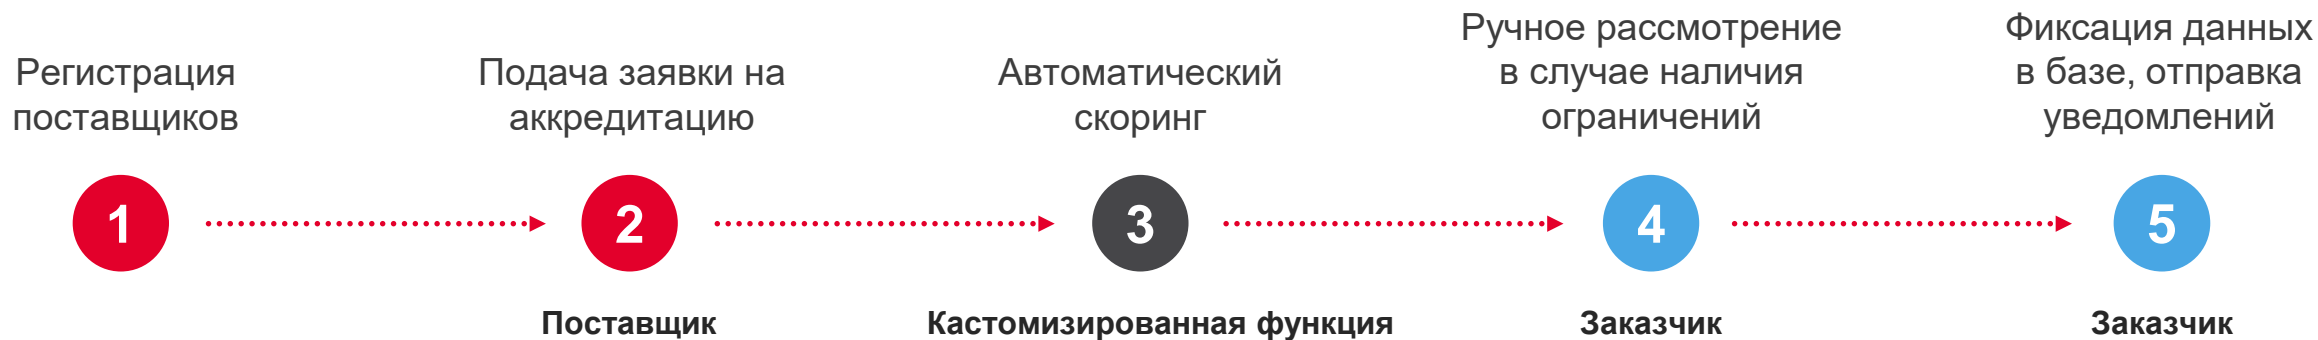 Регистрация
поставщиков
Подача заявки на
аккредитацию
Автоматический
скоринг
Ручное рассмотрение
в случае наличия
ограничений
Фиксация данных
в базе, отправка
уведомлений
1
2
3
4
5
Поставщик
Кастомизированная функция
Заказчик
Заказчик